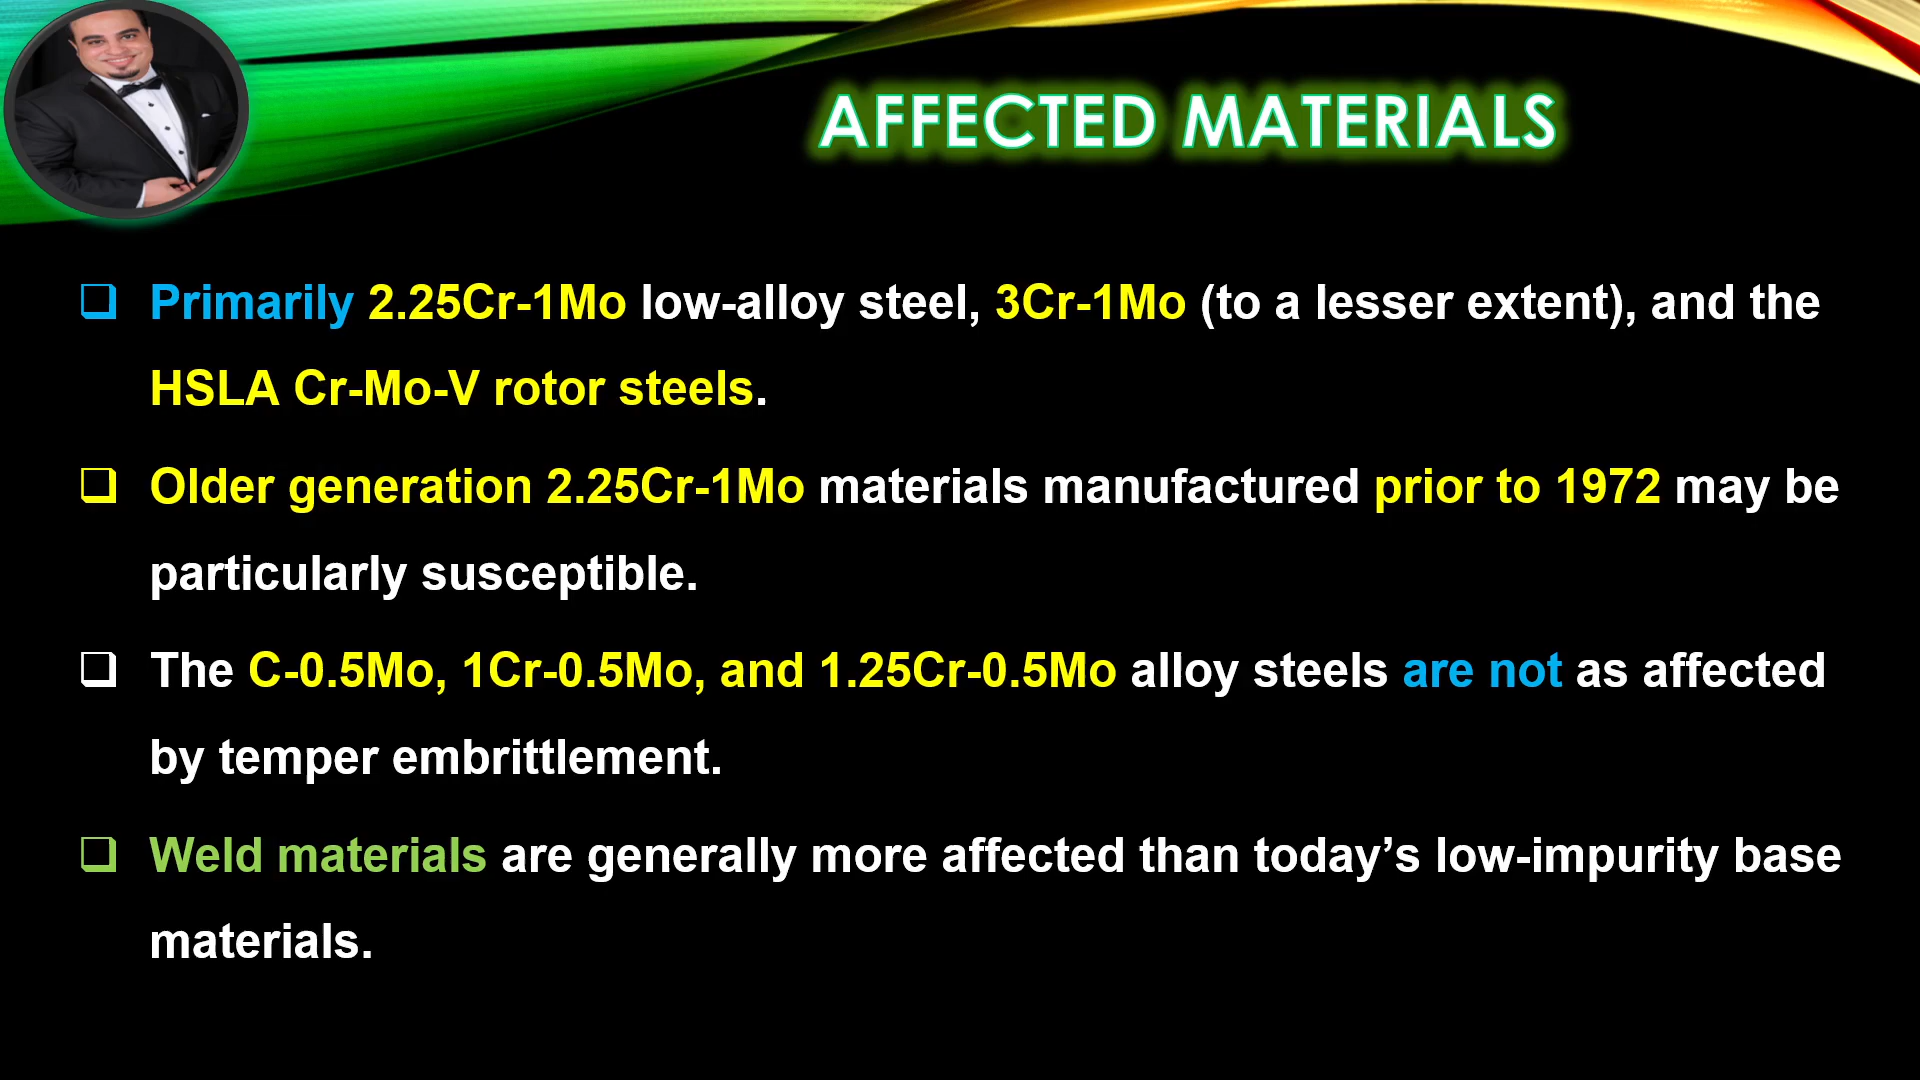 AFFECTED MATERIALS
❑ Primarily 2.25Cr-1Mo low-alloy steel, 3Cr-1Mo (to a lesser extent), and the
HSLA Cr-Mo-V rotor steels.
❑ Older generation 2.25Cr-1Mo materials manufactured prior to 1972 may be
particularly susceptible.
❑ The C-0.5Mo, 1Cr-0.5Mo, and 1.25Cr-0.5Mo alloy steels are not as affected
by temper embrittlement.
❑ Weld materials are generally more affected than today’s low-impurity base
materials.